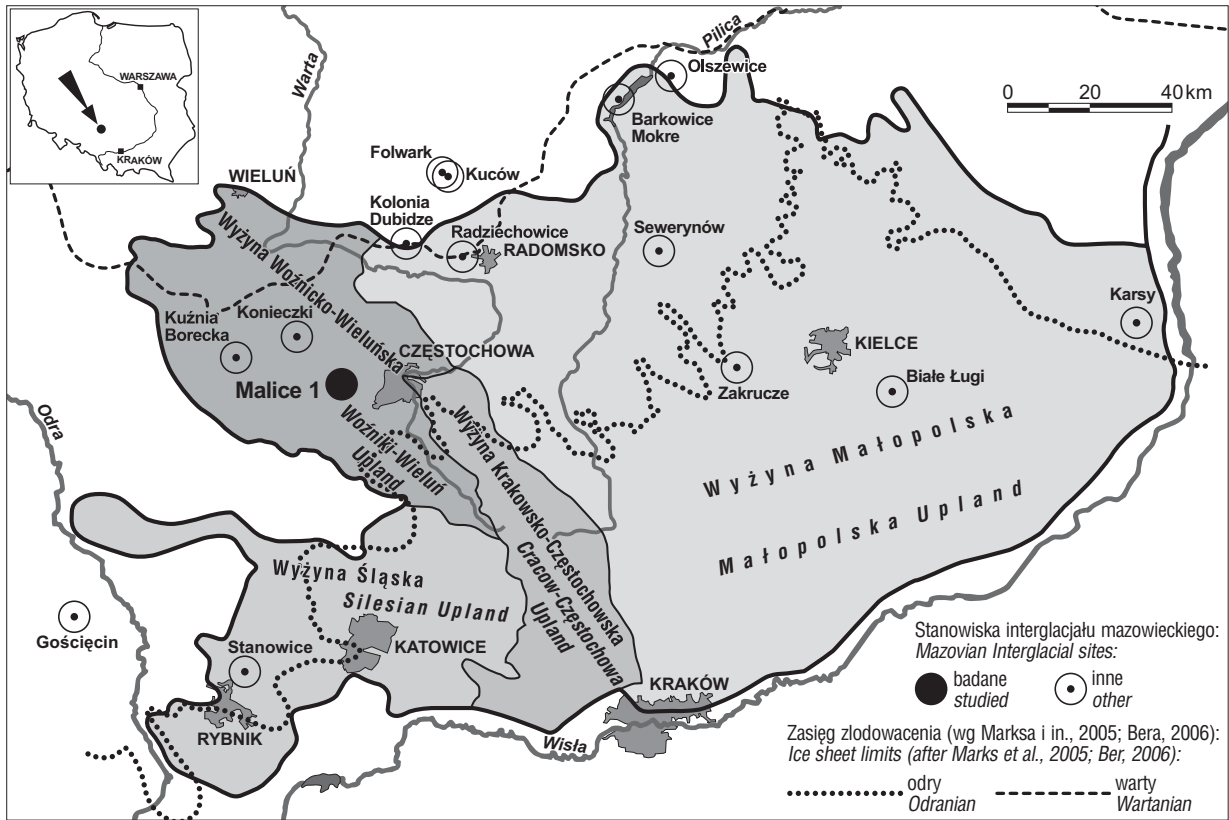 WARSZAWA
KRAKÓW
Warta
Pilica
Olszewice
0 20 40 km
Barkowice
Mokre
Folwark
Kuców
WIELUŃ
Kolonia
Dubidze
Radziechowice
RADOMSKO
Sewerynów
Wyżyna Woźnicko-Wieluńska
Karsy
Kuźnia
Borecka
Konieczki
KIELCE
CZĘSTOCHOWA
Malice 1
Zakrucze
Białe Ługi
Odra
Woźniki-Wieluń
Upland
Wyżyna Krakowsko-Częstochowska
Cracow-Częstochowa
Upland
Wyżyna Małopolska
Małopolska Upland
Wyżyna Śląska
Silesian Upland
Gościęcin
Stanowice
KATOWICE
RYBNIK
KRAKÓW
Wisła
Stanowiska interglacjału mazowieckiego:
Mazovian Interglacial sites:
badane
studied
inne
other
Zasięg zlodowacenia (wg Marksa i in., 2005; Bera, 2006):
Ice sheet limits (after Marks et al., 2005; Ber, 2006):
odry
Odranian
warty
Wartanian